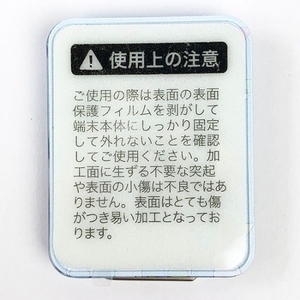 使用上の注意
ご使用の際は表面の表面
保護フィルムを剥がして
端末本体にしっかり固定
して外れないことを確認
してご使用ください。加
工面に生ずる不要な突起
や表面の小傷は不良ではあ
りません。表面はとても傷
がつき易い加工となってお
ります。